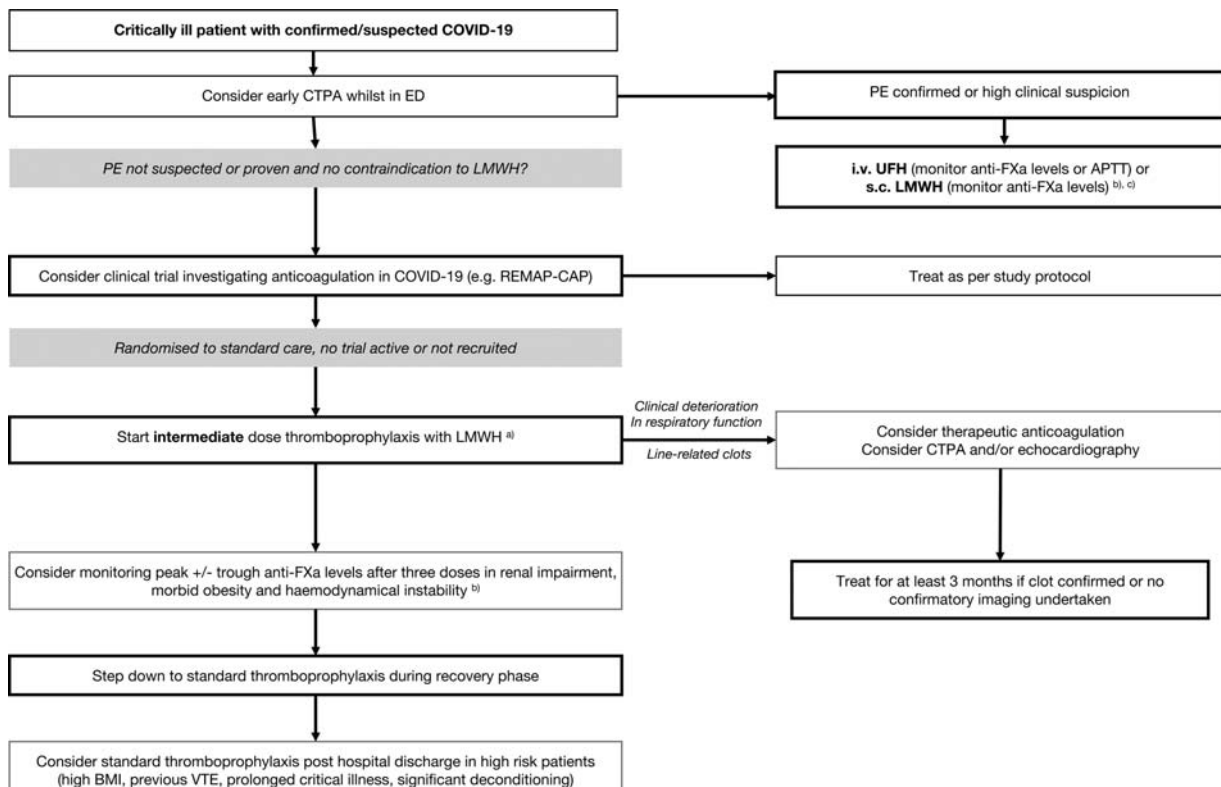 Critically ill patient with confirmed/suspected COVID-19
Consider early CTPA whilst in ED
PE confirmed or high clinical suspicion
PE not suspected or proven and no contraindication to LMWH?
i.v. UFH (monitor anti-FXa levels or APTT) or
s.c. LMWH (monitor anti-FXa levels) b), c)
Consider clinical trial investigating anticoagulation in COVID-19 (e.g. REMAP-CAP)
Treat as per study protocol
Randomised to standard care, no trial active or not recruited
Start intermediate dose thromboprophylaxis with LMWH a)
Clinical deterioration
In respiratory function
Line-related clots
Consider therapeutic anticoagulation
Consider CTPA and/or echocardiography
Consider monitoring peak +/- trough anti-FXa levels after three doses in renal impairment,
morbid obesity and haemodynamical instability b)
Treat for at least 3 months if clot confirmed or no
confirmatory imaging undertaken
Step down to standard thromboprophylaxis during recovery phase
Consider standard thromboprophylaxis post hospital discharge in high risk patients
(high BMI, previous VTE, prolonged critical illness, significant deconditioning)